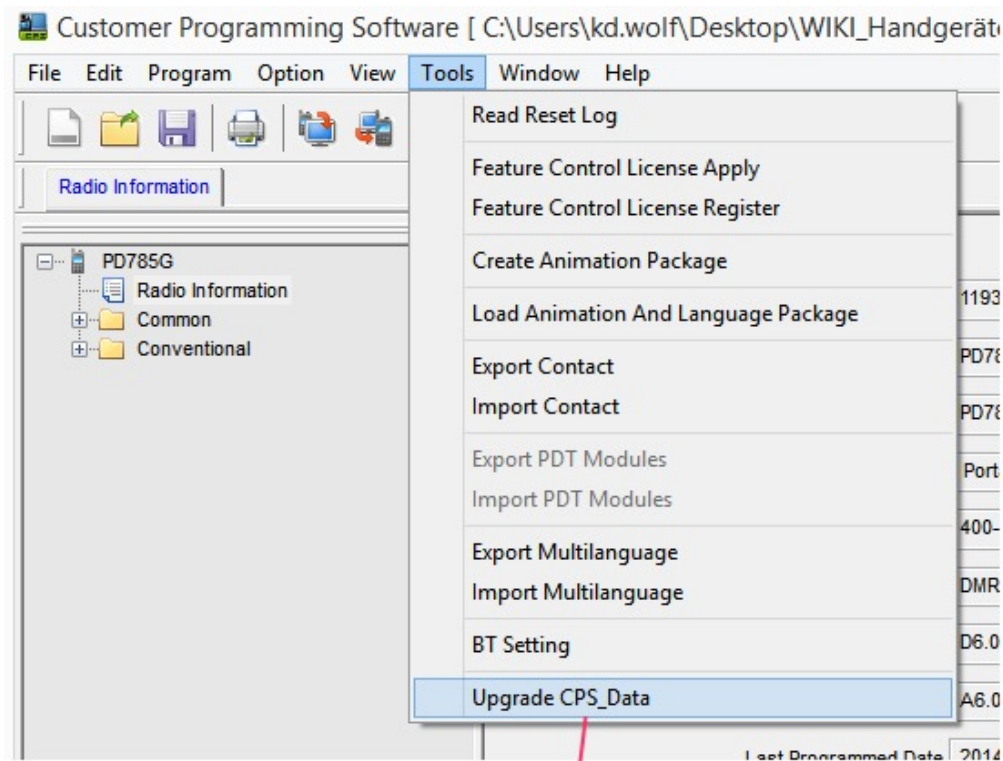 Customer Programming Software [ C:\Users\kd.wolf\Desktop\WIKI_Handgeräte
File Edit Program Option View Tools Window Help
Radio Information
PD785G
Radio Information
Common
Conventional
Read Reset Log
Feature Control License Apply
Feature Control License Register
Create Animation Package
Load Animation And Language Package
Export Contact
Import Contact
Export PDT Modules
Import PDT Modules
Export Multilanguage
Import Multilanguage
BT Setting
Upgrade CPS_Data
1193
PD78
PD78
Port
400-
DMR
D6.0
A6.0
Last Programmed Date 2014